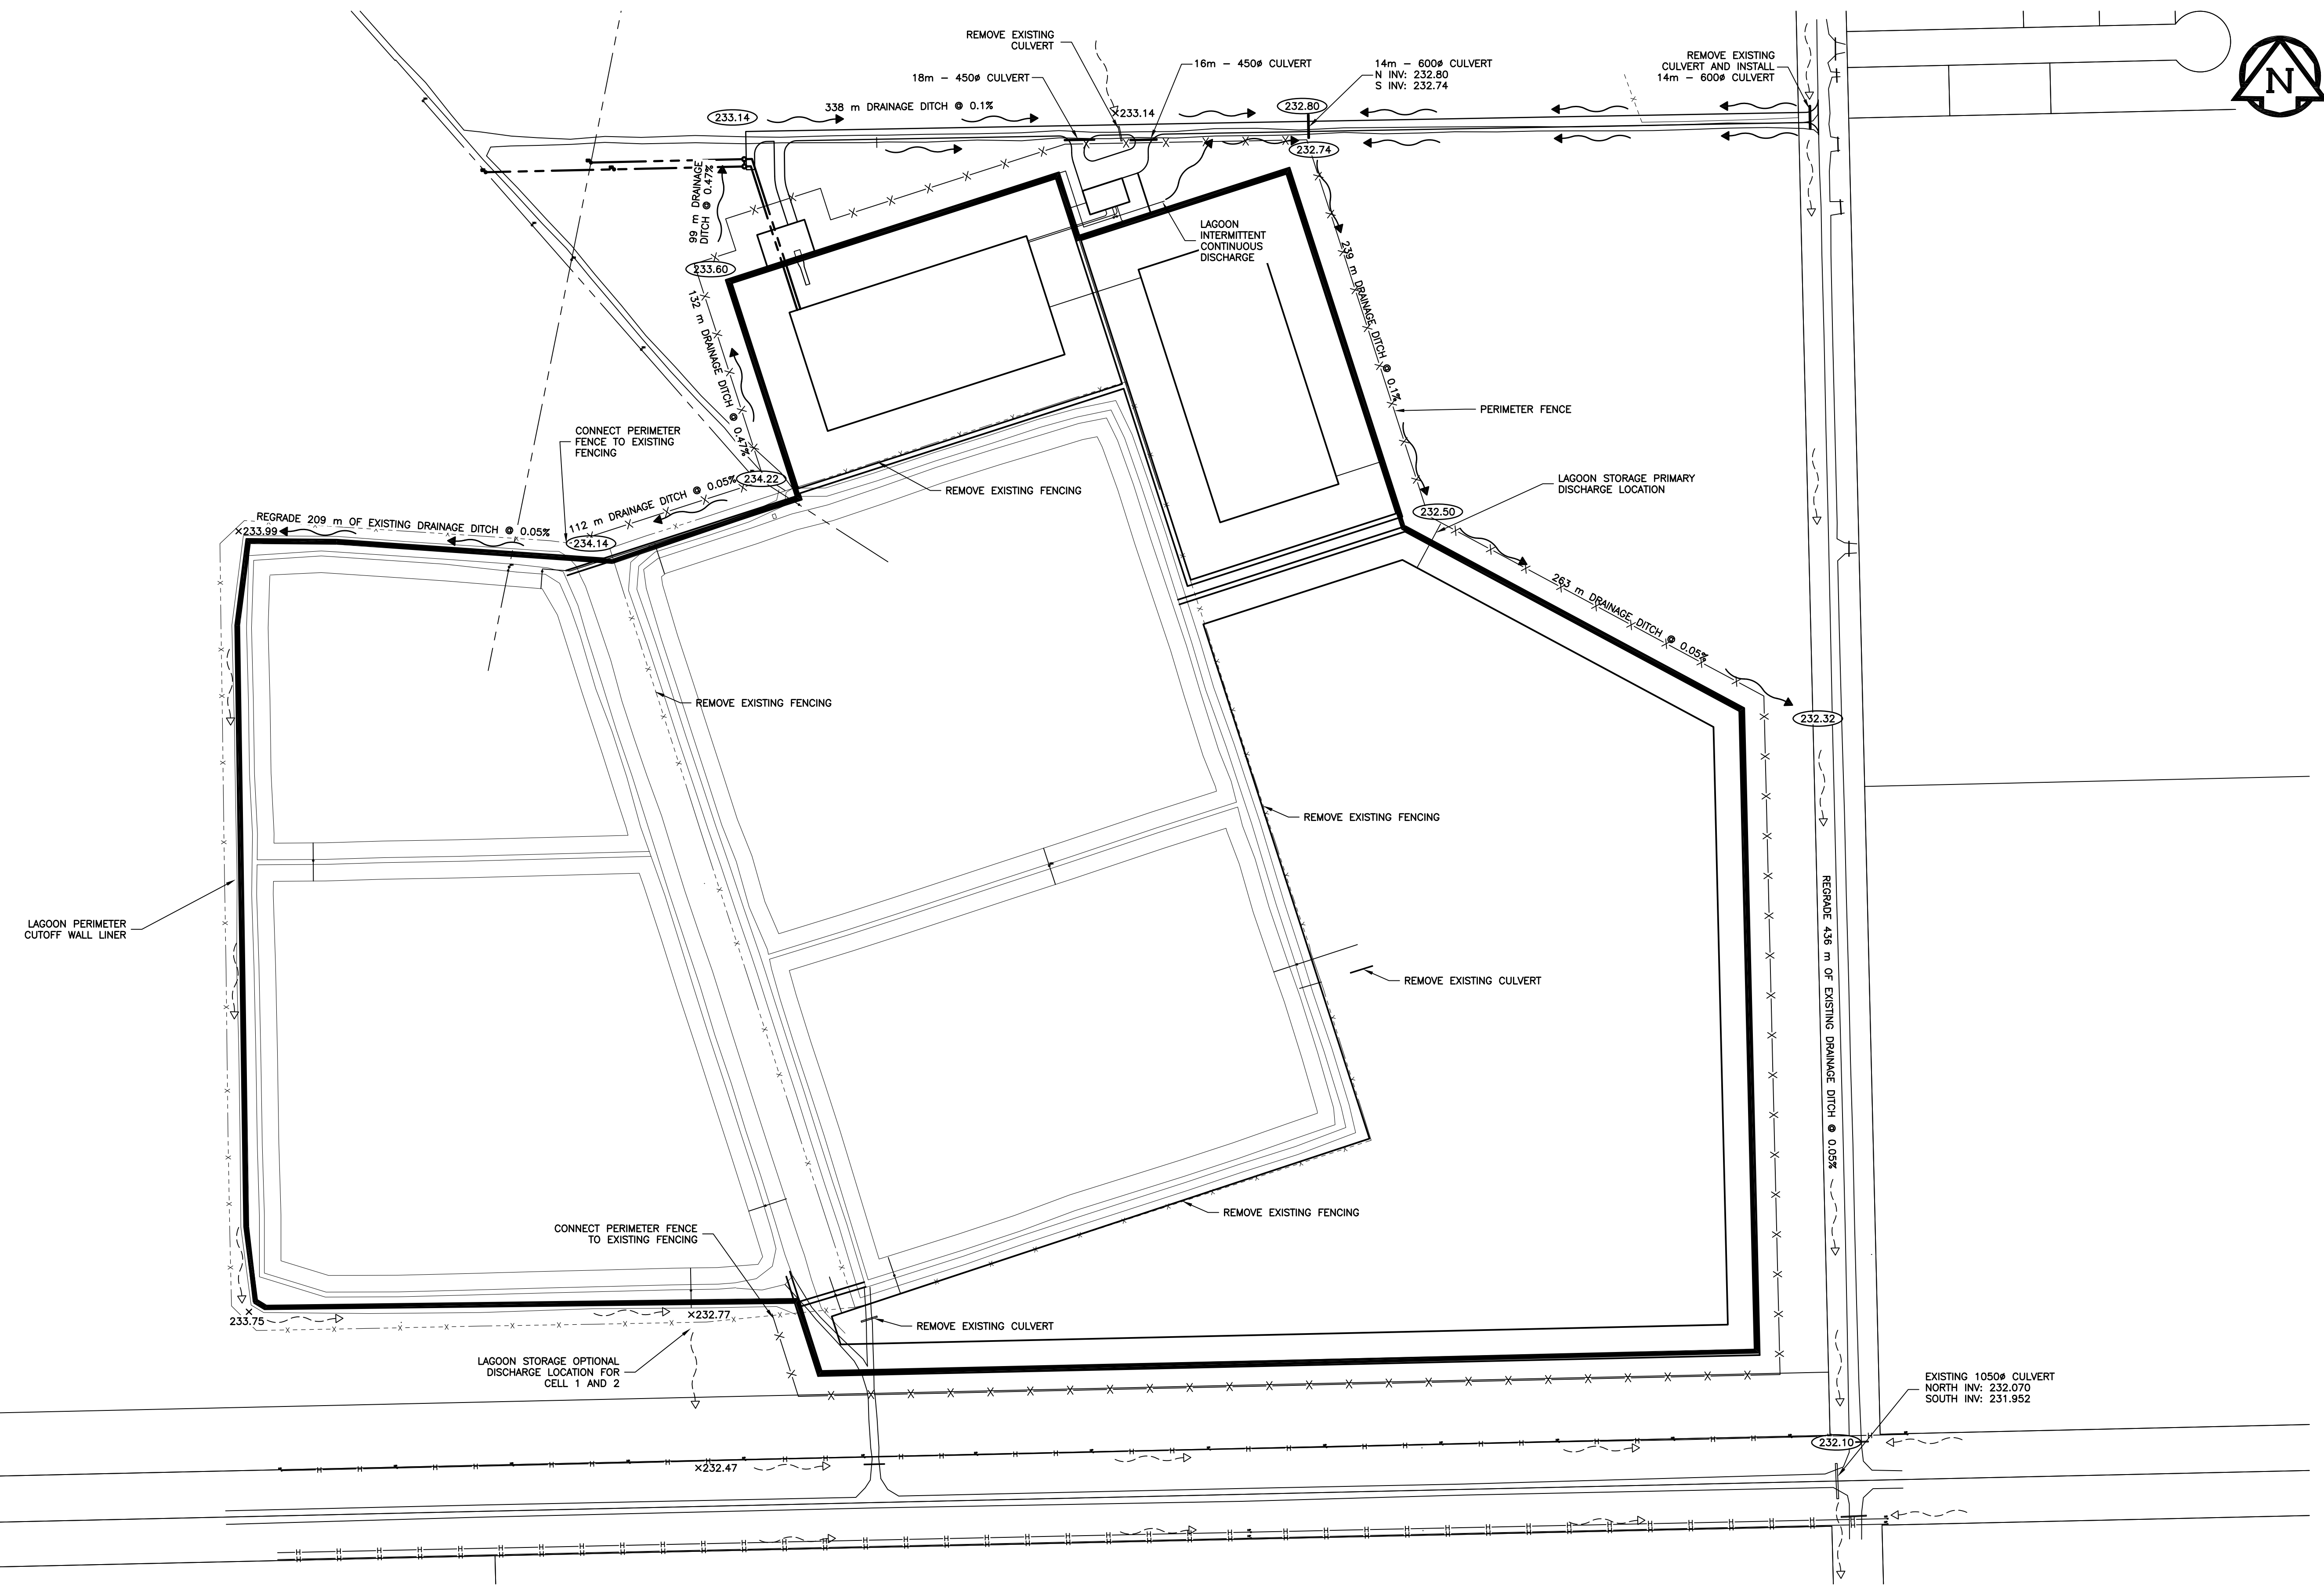 REMOVE EXISTING
CULVERT
18m - 450ø CULVERT
16m - 450ø CULVERT
14m - 600ø CULVERT
N INV: 232.80
S INV: 232.74
REMOVE EXISTING
CULVERT AND INSTALL
14m - 600ø CULVERT
N
233.14
338 m DRAINAGE DITCH @ 0.1%
×233.14
232.80
232.74
99 m DRAINAGE
DITCH @ 0.47%
233.60
LAGOON
INTERMITTENT
CONTINUOUS
DISCHARGE
132 m DRAINAGE DITCH @ 0.47%
239 m DRAINAGE DITCH @ 0.1%
PERIMETER FENCE
CONNECT PERIMETER
FENCE TO EXISTING
FENCING
234.22
REMOVE EXISTING FENCING
LAGOON STORAGE PRIMARY
DISCHARGE LOCATION
112 m DRAINAGE DITCH @ 0.05%
REGRADE 209 m OF EXISTING DRAINAGE DITCH @ 0.05%
×233.99
234.14
232.50
263 m DRAINAGE DITCH @ 0.05%
REMOVE EXISTING FENCING
232.32
REMOVE EXISTING FENCING
LAGOON PERIMETER
CUTOFF WALL LINER
REGRADE 436 m OF EXISTING DRAINAGE DITCH @ 0.05%
REMOVE EXISTING CULVERT
REMOVE EXISTING FENCING
CONNECT PERIMETER FENCE
TO EXISTING FENCING
×
233.75
×232.77
REMOVE EXISTING CULVERT
LAGOON STORAGE OPTIONAL
DISCHARGE LOCATION FOR
CELL 1 AND 2
EXISTING 1050ø CULVERT
NORTH INV: 232.070
SOUTH INV: 231.952
232.10
×232.47